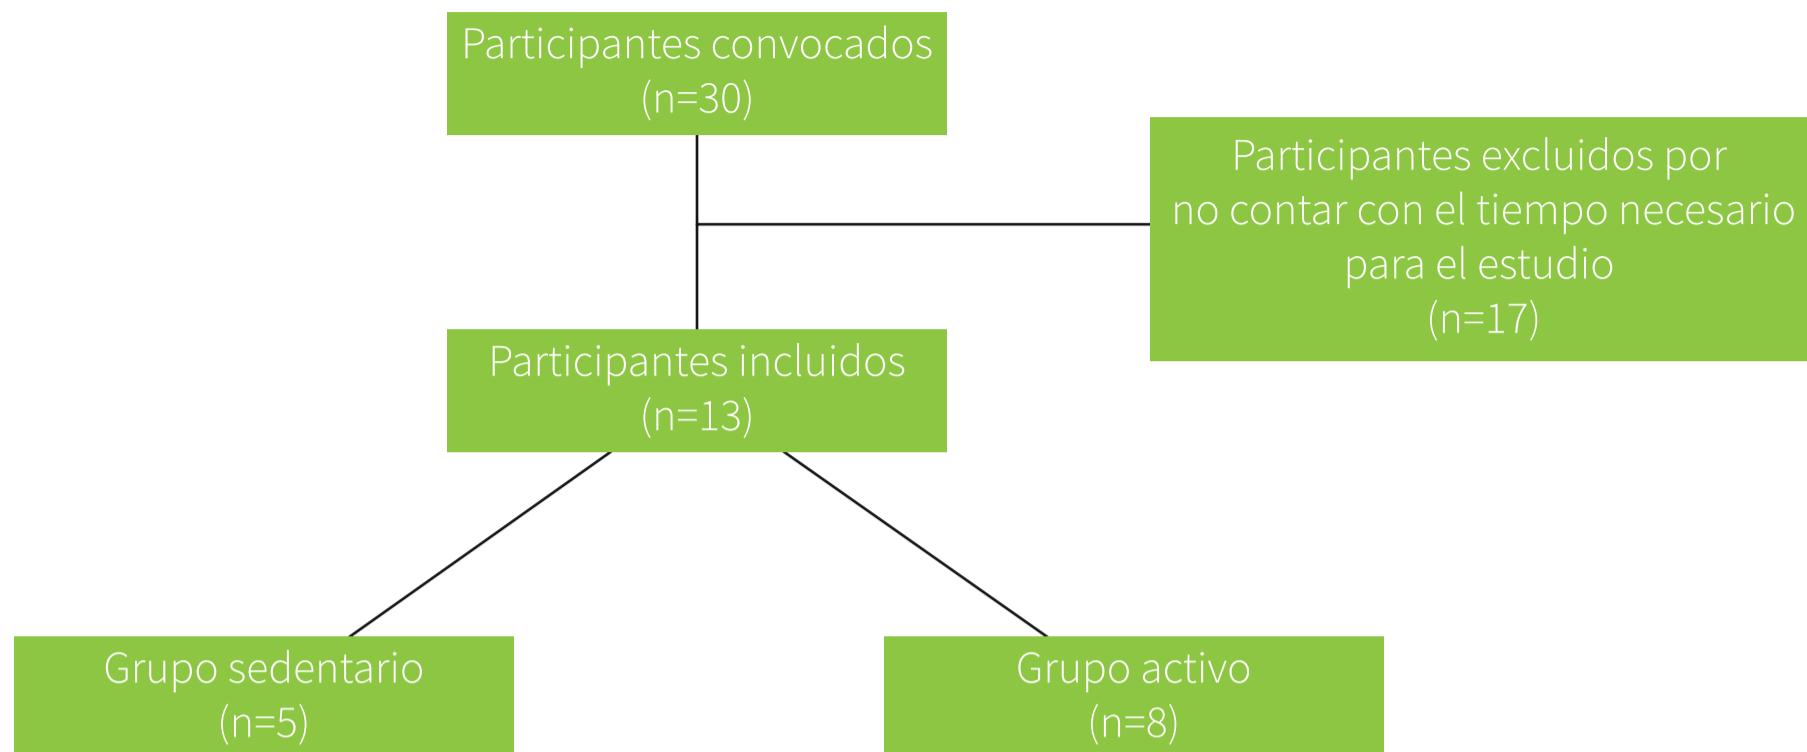 Participantes convocados
(n=30)
Participantes excluidos por
no contar con el tiempo necesario
para el estudio
(n=17)
Participantes incluidos
(n=13)
Grupo sedentario
(n=5)
Grupo activo
(n=8)